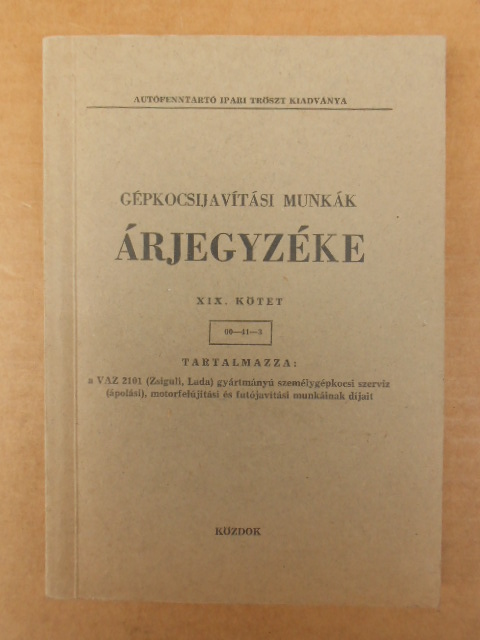 AUTÓFENNTARTÓ IPARI TRÖSZT KIADVÁNYA
GÉPKOCSIJAVÍTÁSI MUNKÁK
ÁRJEGYZÉKE
XIX. KÖTET
00—41—3
TARTALMAZZA:
a VAZ 2101 (Zsiguli, Lada) gyártmányú személygépkocsi szerviz
(ápolási), motorfelújítási és futójavítási munkáinak díjait
KÖZDOK